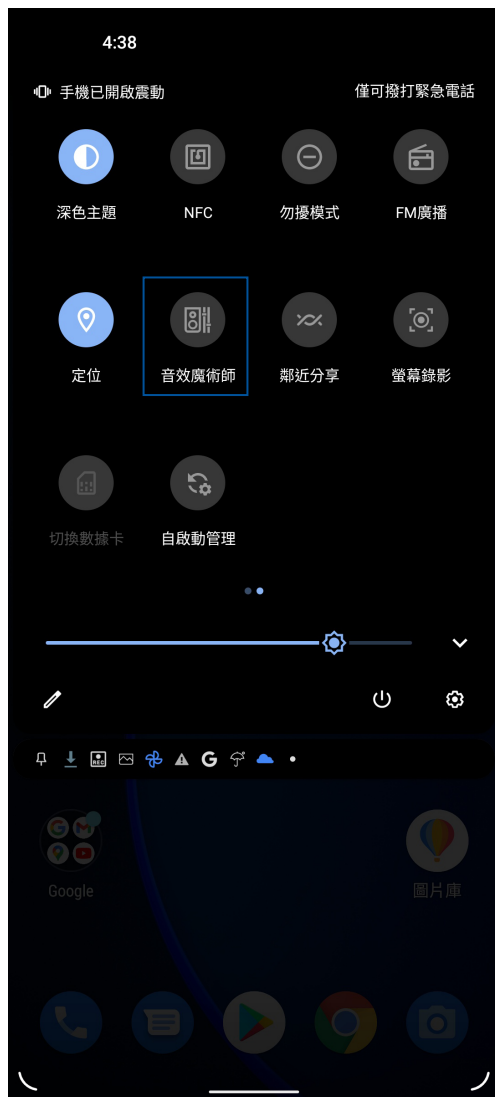 4:38
手機已開啟震動
僅可撥打緊急電話
深色主題 NFC 勿擾模式 FM廣播
定位 音效魔術師 鄰近分享 螢幕錄影
切換數據卡 自啟動管理
REC G
Google 圖片庫